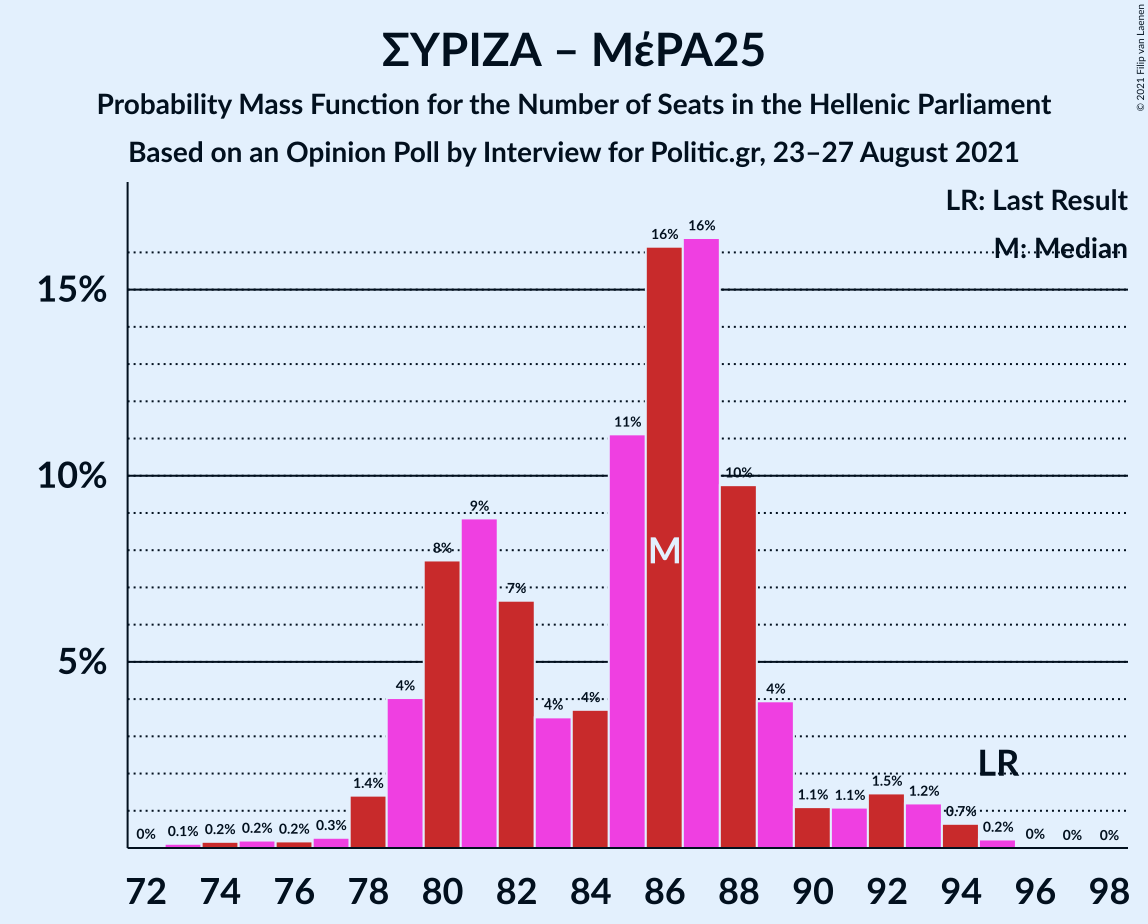 © 2021 Filip van Laenen
ΣΥΡΙΖΑ – ΜέΡΑ25
Probability Mass Function for the Number of Seats in the Hellenic Parliament
Based on an Opinion Poll by Interview for Politic.gr, 23–27 August 2021
LR: Last Result
M: Median
15%
10%
5%
0% 0.1% 0.2% 0.2% 0.2% 0.3% 1.4% 4% 8% 9% 7% 4% 4% 11% 16% 16% 10% 4% 1.1% 1.1% 1.5% 1.2% 0.7% 0.2% 0% 0% 0%
M
LR
72 74 76 78 80 82 84 86 88 90 92 94 96 98